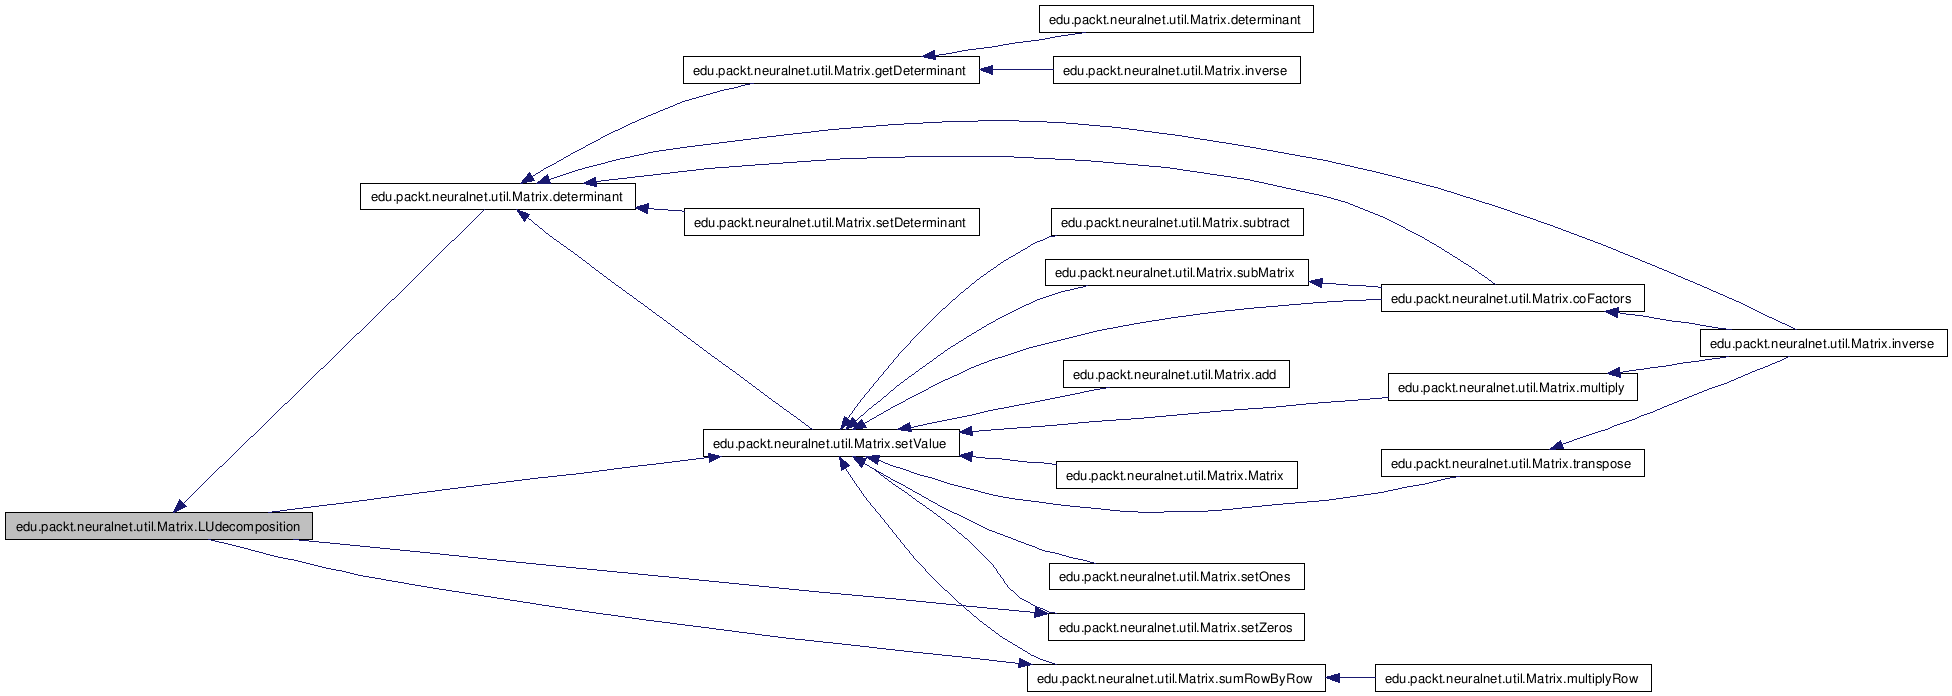 edu.packt.neuralnet.util.Matrix.determinant
edu.packt.neuralnet.util.Matrix.getDeterminant
edu.packt.neuralnet.util.Matrix.inverse
edu.packt.neuralnet.util.Matrix.determinant
edu.packt.neuralnet.util.Matrix.setDeterminant
edu.packt.neuralnet.util.Matrix.subtract
edu.packt.neuralnet.util.Matrix.subMatrix
edu.packt.neuralnet.util.Matrix.coFactors
edu.packt.neuralnet.util.Matrix.inverse
edu.packt.neuralnet.util.Matrix.add
edu.packt.neuralnet.util.Matrix.multiply
edu.packt.neuralnet.util.Matrix.setValue
edu.packt.neuralnet.util.Matrix.transpose
edu.packt.neuralnet.util.Matrix.Matrix
edu.packt.neuralnet.util.Matrix.LUdecomposition
edu.packt.neuralnet.util.Matrix.setOnes
edu.packt.neuralnet.util.Matrix.setZeros
edu.packt.neuralnet.util.Matrix.sumRowByRow
edu.packt.neuralnet.util.Matrix.multiplyRow